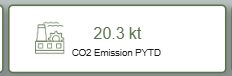 20.3 kt
CO2 Emission PYTD